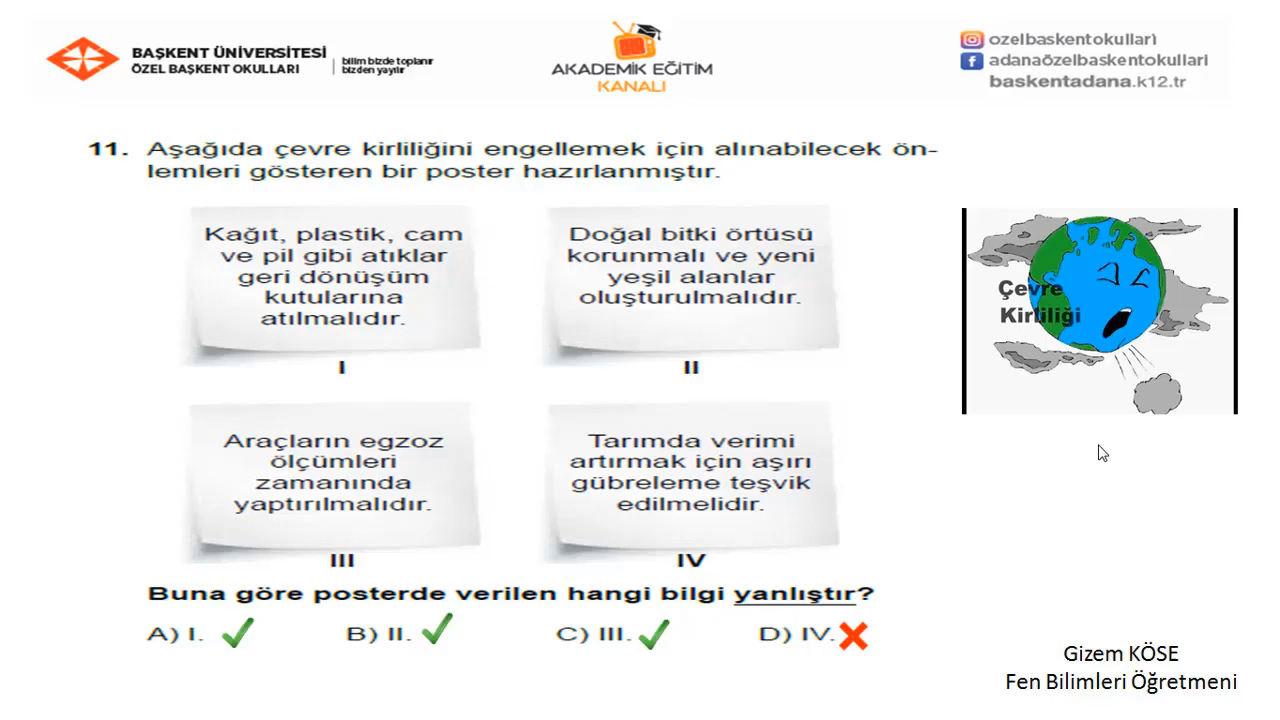 BAŞKENT ÜNİVERSİTESİ
ÖZEL BAŞKENT OKULLARI
bilim bizde toplanır
bizden yayılır
AKADEMİK EĞİTİM
KANALI
ozelbaskentokullari
adanaözelbaskentokullari
baskentadana.k12.tr
11. Aşağıda çevre kirliliğini engellemek için alınabilecek ön-
lemleri gösteren bir poster hazırlanmıştır.
Kağıt, plastik, cam
ve pil gibi atıklar
geri dönüşüm
kutularına
atılmalıdır.
I
Doğal bitki örtüsü
korunmalı ve yeni
yeşil alanlar
oluşturulmalıdır.
II
Çevre
Kirliliği
Araçların egzoz
ölçümleri
zamanında
yaptırılmalıdır.
III
Tarımda verimi
artırmak için aşırı
gübreleme teşvik
edilmelidir.
IV
Buna göre posterde verilen hangi bilgi yanlıştır?
A) I. B) II. C) III. D) IV.
Gizem KÖSE
Fen Bilimleri Öğretmeni